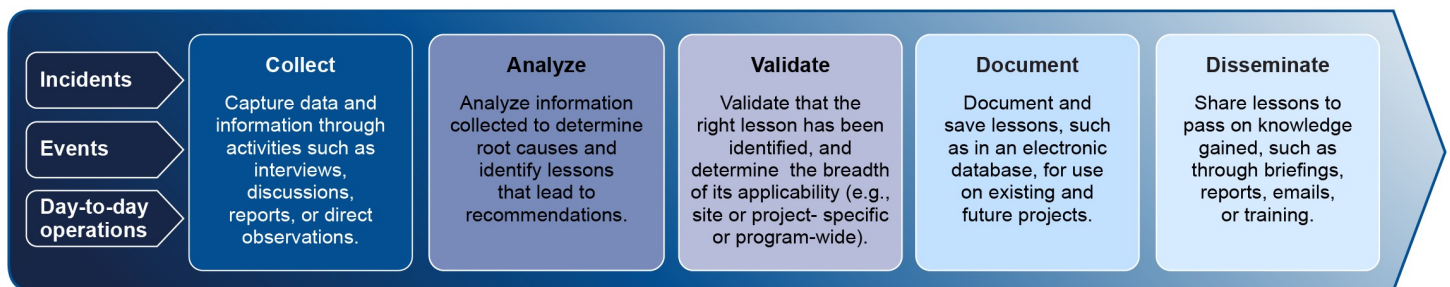 Incidents
Events
Day-to-day
operations
Collect
Capture data and
information through
activities such as
interviews,
discussions,
reports, or direct
observations.
Analyze
Analyze information
collected to determine
root causes and
identify lessons
that lead to
recommendations.
Validate
Validate that the
right lesson has been
identified, and
determine the breadth
of its applicability (e.g.,
site or project- specific
or program-wide).
Document
Document and
save lessons, such
as in an electronic
database, for use
on existing and
future projects.
Disseminate
Share lessons to
pass on knowledge
gained, such as
through briefings,
reports, emails,
or training.